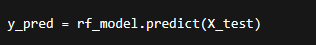 y_pred = rf_model.predict(X_test)